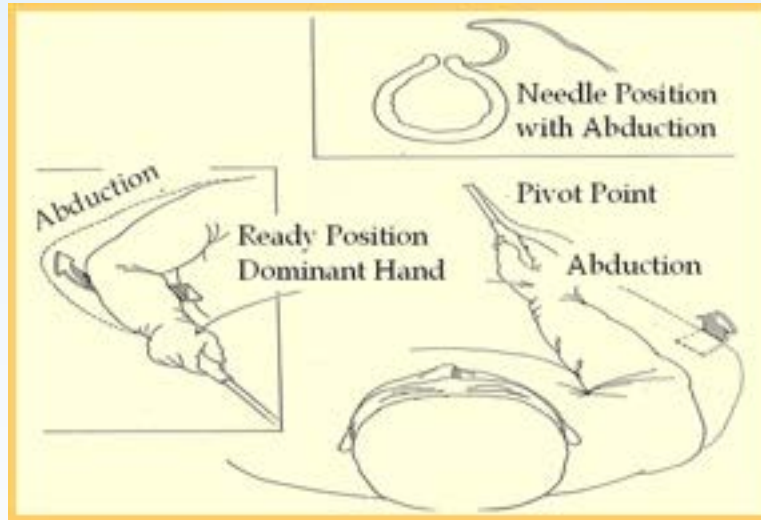 Needle Position
with Abduction
Abduction
Ready Position
Dominant Hand
Pivot Point
Abduction